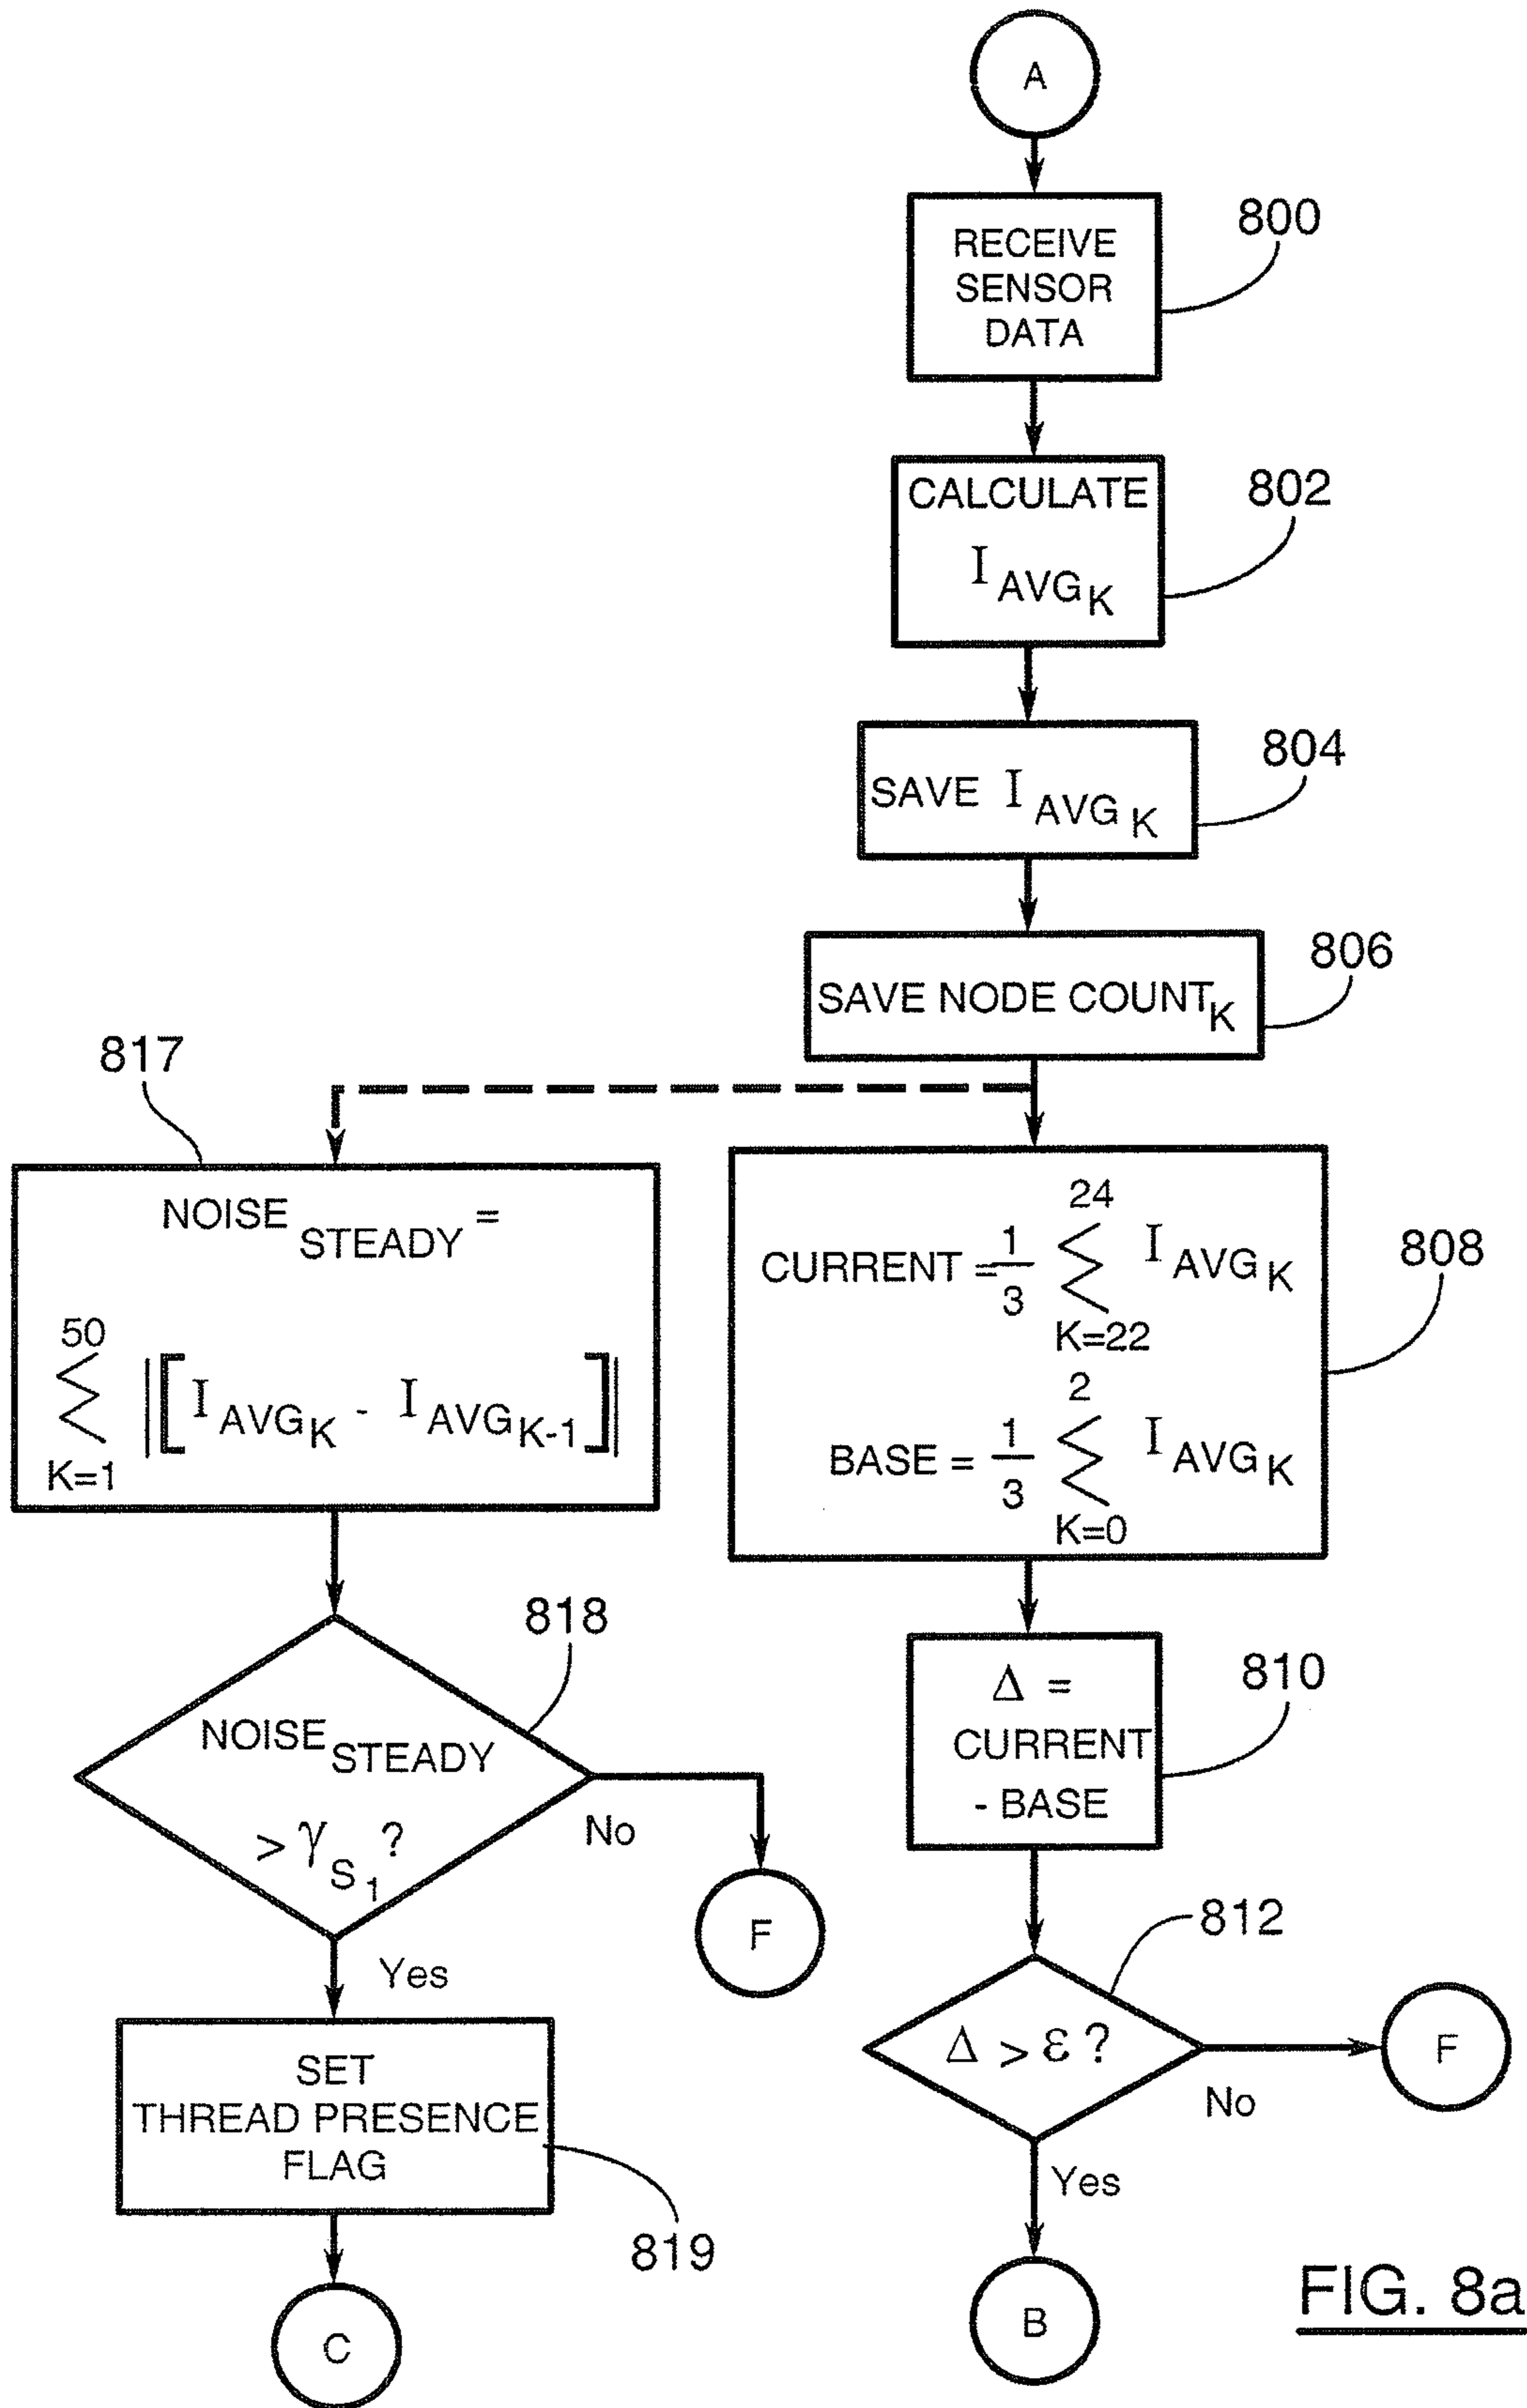 A
RECEIVE
SENSOR
DATA
800
CALCULATE
I AVG K
802
SAVE I AVG K
804
SAVE NODE COUNT K
806
817
NOISE STEADY =
50
∑ ||[I AVG K - I AVG K-1]||
K=1
24
CURRENT = 1/3 ∑ I AVG K
K=22
2
BASE = 1/3 ∑ I AVG K
K=0
808
818
NOISE STEADY
> γ S 1 ?
No
F
Yes
SET
THREAD PRESENCE
FLAG
819
C
Δ =
CURRENT
- BASE
810
812
Δ > ε ?
No
F
Yes
B
FIG. 8a